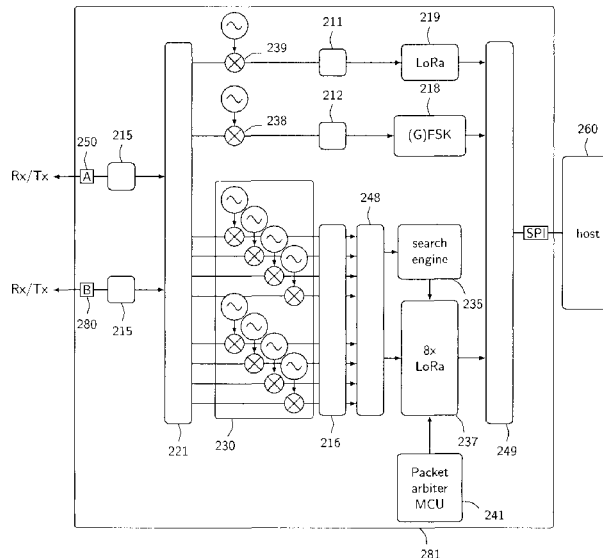 211
219
LoRa
239
212
218
(G)FSK
238
260
250
215
Rx/Tx
A
248
search
engine
235
SPI
host
Rx/Tx
B
280
215
8x
LoRa
237
221
230
216
249
Packet
arbiter
MCU
241
281